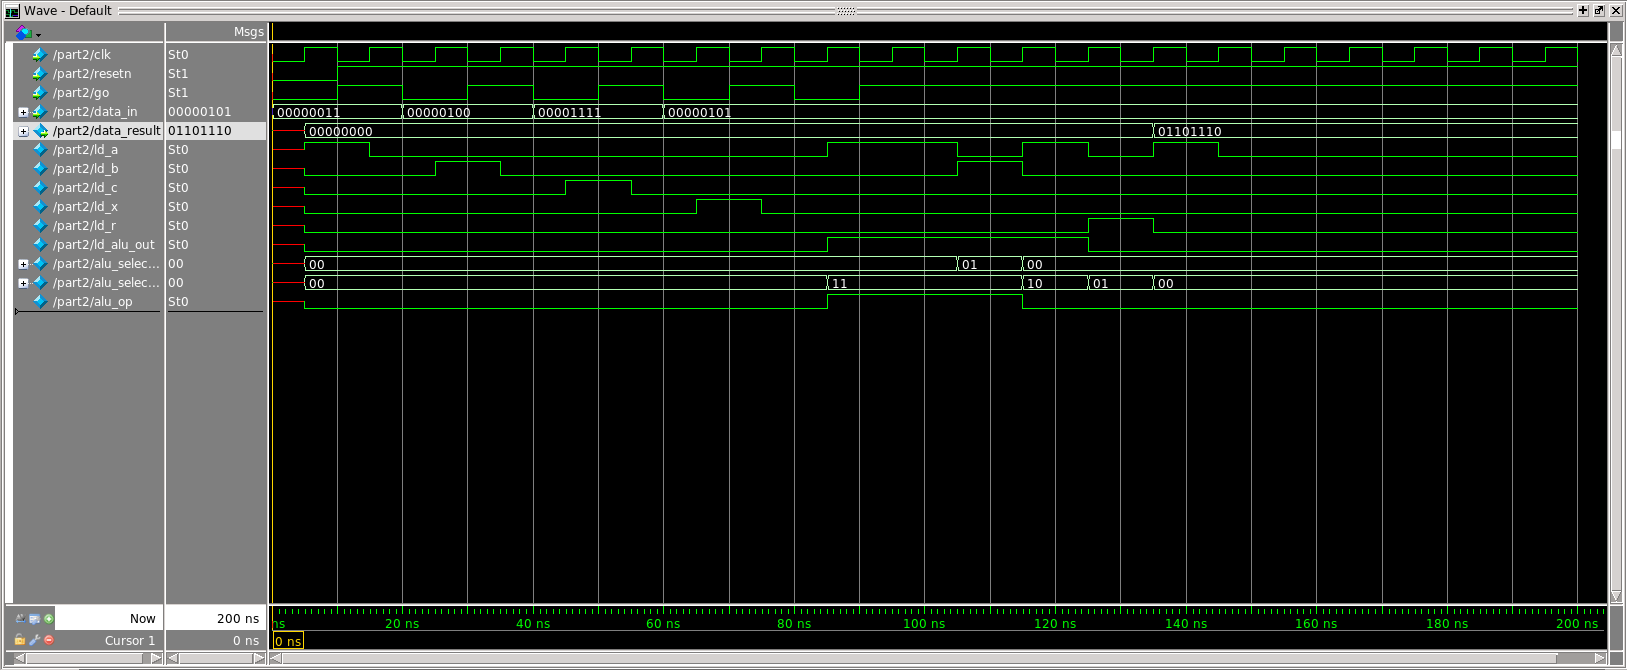 Wave - Default
Msgs
/part2/clk St0
/part2/resetn St1
/part2/go St1
/part2/data_in 00000101 00000011 00000100 00001111 00000101
/part2/data_result 01101110 00000000 01101110
/part2/ld_a St0
/part2/ld_b St0
/part2/ld_c St0
/part2/ld_x St0
/part2/ld_r St0
/part2/ld_alu_out St0
/part2/alu_selec... 00 00 01 00
/part2/alu_selec... 00 00 11 10 01 00
/part2/alu_op St0
Now 200 ns ns 20 ns 40 ns 60 ns 80 ns 100 ns 120 ns 140 ns 160 ns 180 ns 200 ns
Cursor 1 0 ns 0 ns